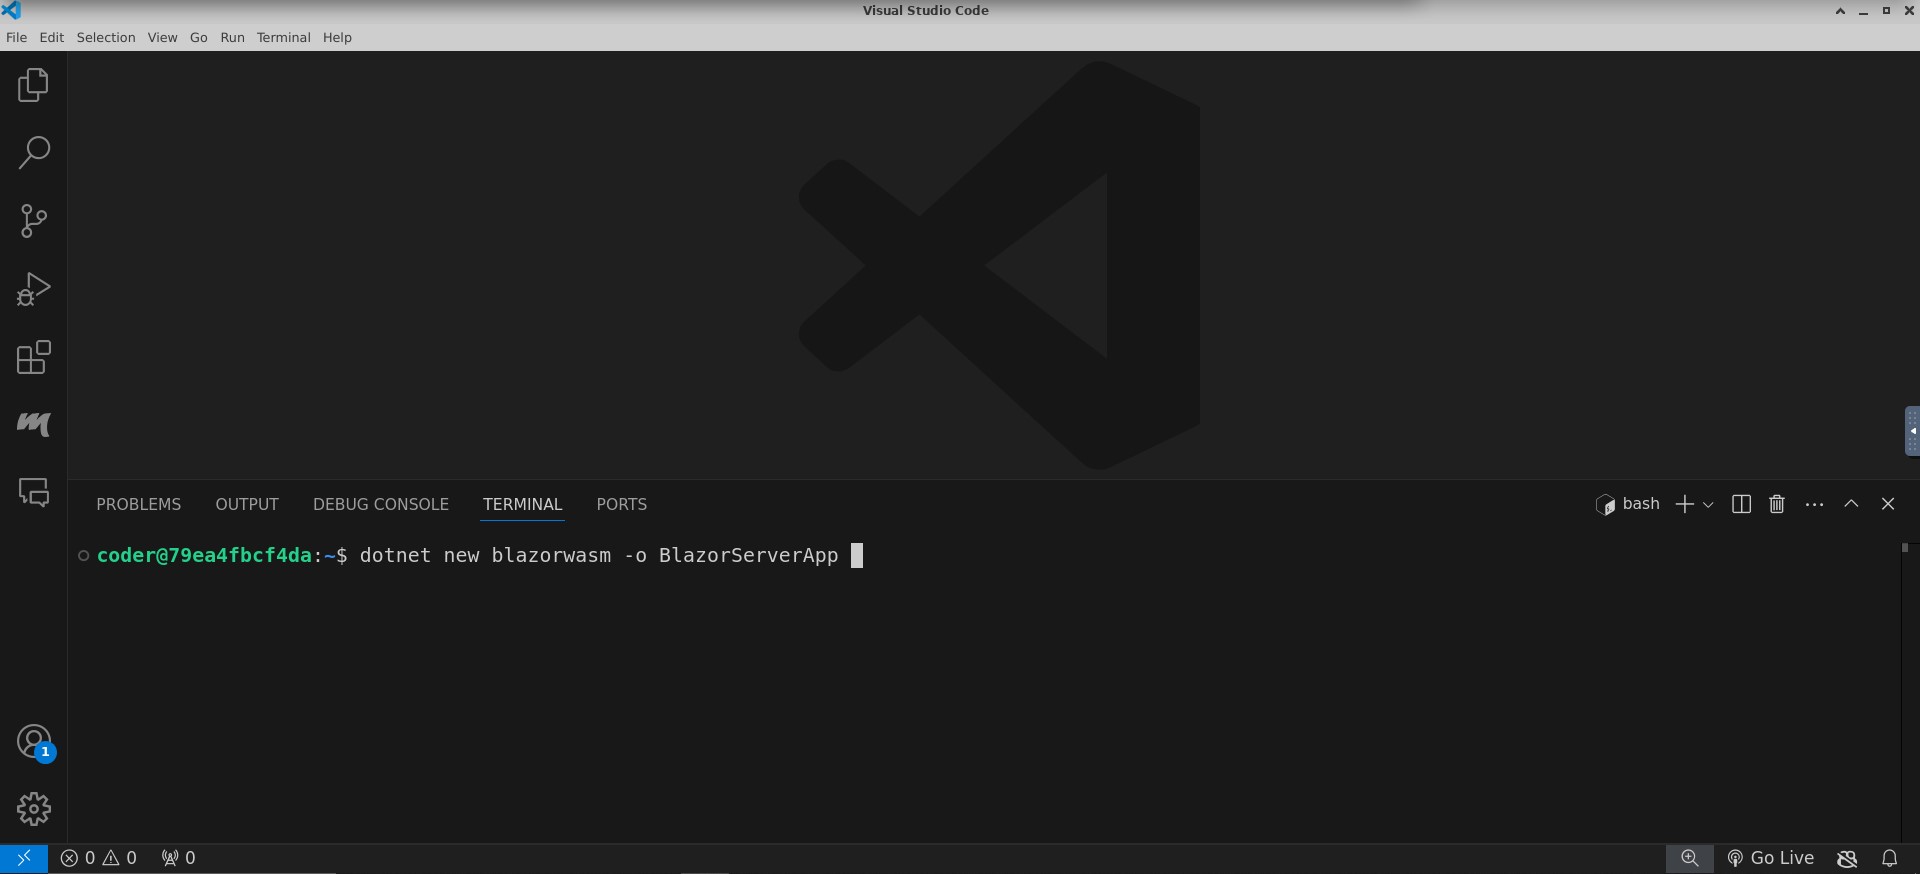 Visual Studio Code
File Edit Selection View Go Run Terminal Help
PROBLEMS OUTPUT DEBUG CONSOLE TERMINAL PORTS bash
coder@79ea4fbcf4da:~$ dotnet new blazorwasm -o BlazorServerApp
1
0 0 0 Go Live